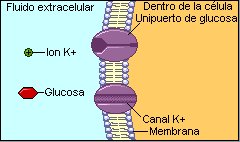 Fluido extracelular
Dentro de la célula
Unipuerto de glucosa
Ion K+
Glucosa
Canal K+
Membrana